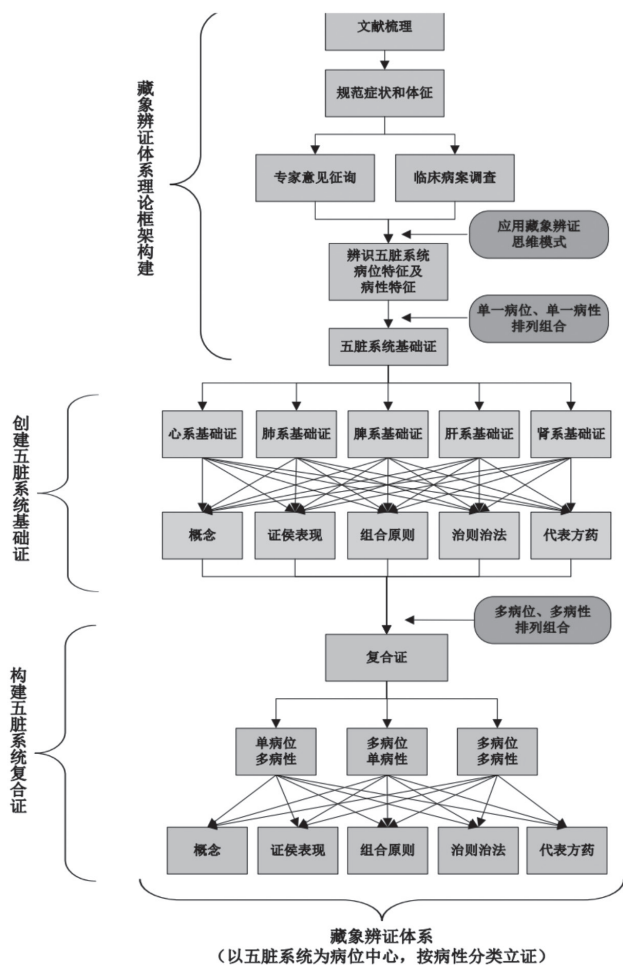 文献梳理
规范症状和体征
专家意见征询
临床病案调查
应用藏象辨证
思维模式
辨识五脏系统
病位特征及
病性特征
单一病位、单一病性
排列组合
五脏系统基础证
藏象辨证体系理论框架构建
心系基础证
肺系基础证
脾系基础证
肝系基础证
肾系基础证
概念
证侯表现
组合原则
治则治法
代表方药
创建五脏系统基础证
多病位、多病性
排列组合
复合证
单病位
多病性
多病位
单病性
多病位
多病性
概念
证侯表现
组合原则
治则治法
代表方药
构建五脏系统复合证
藏象辨证体系
（以五脏系统为病位中心，按病性分类立证）